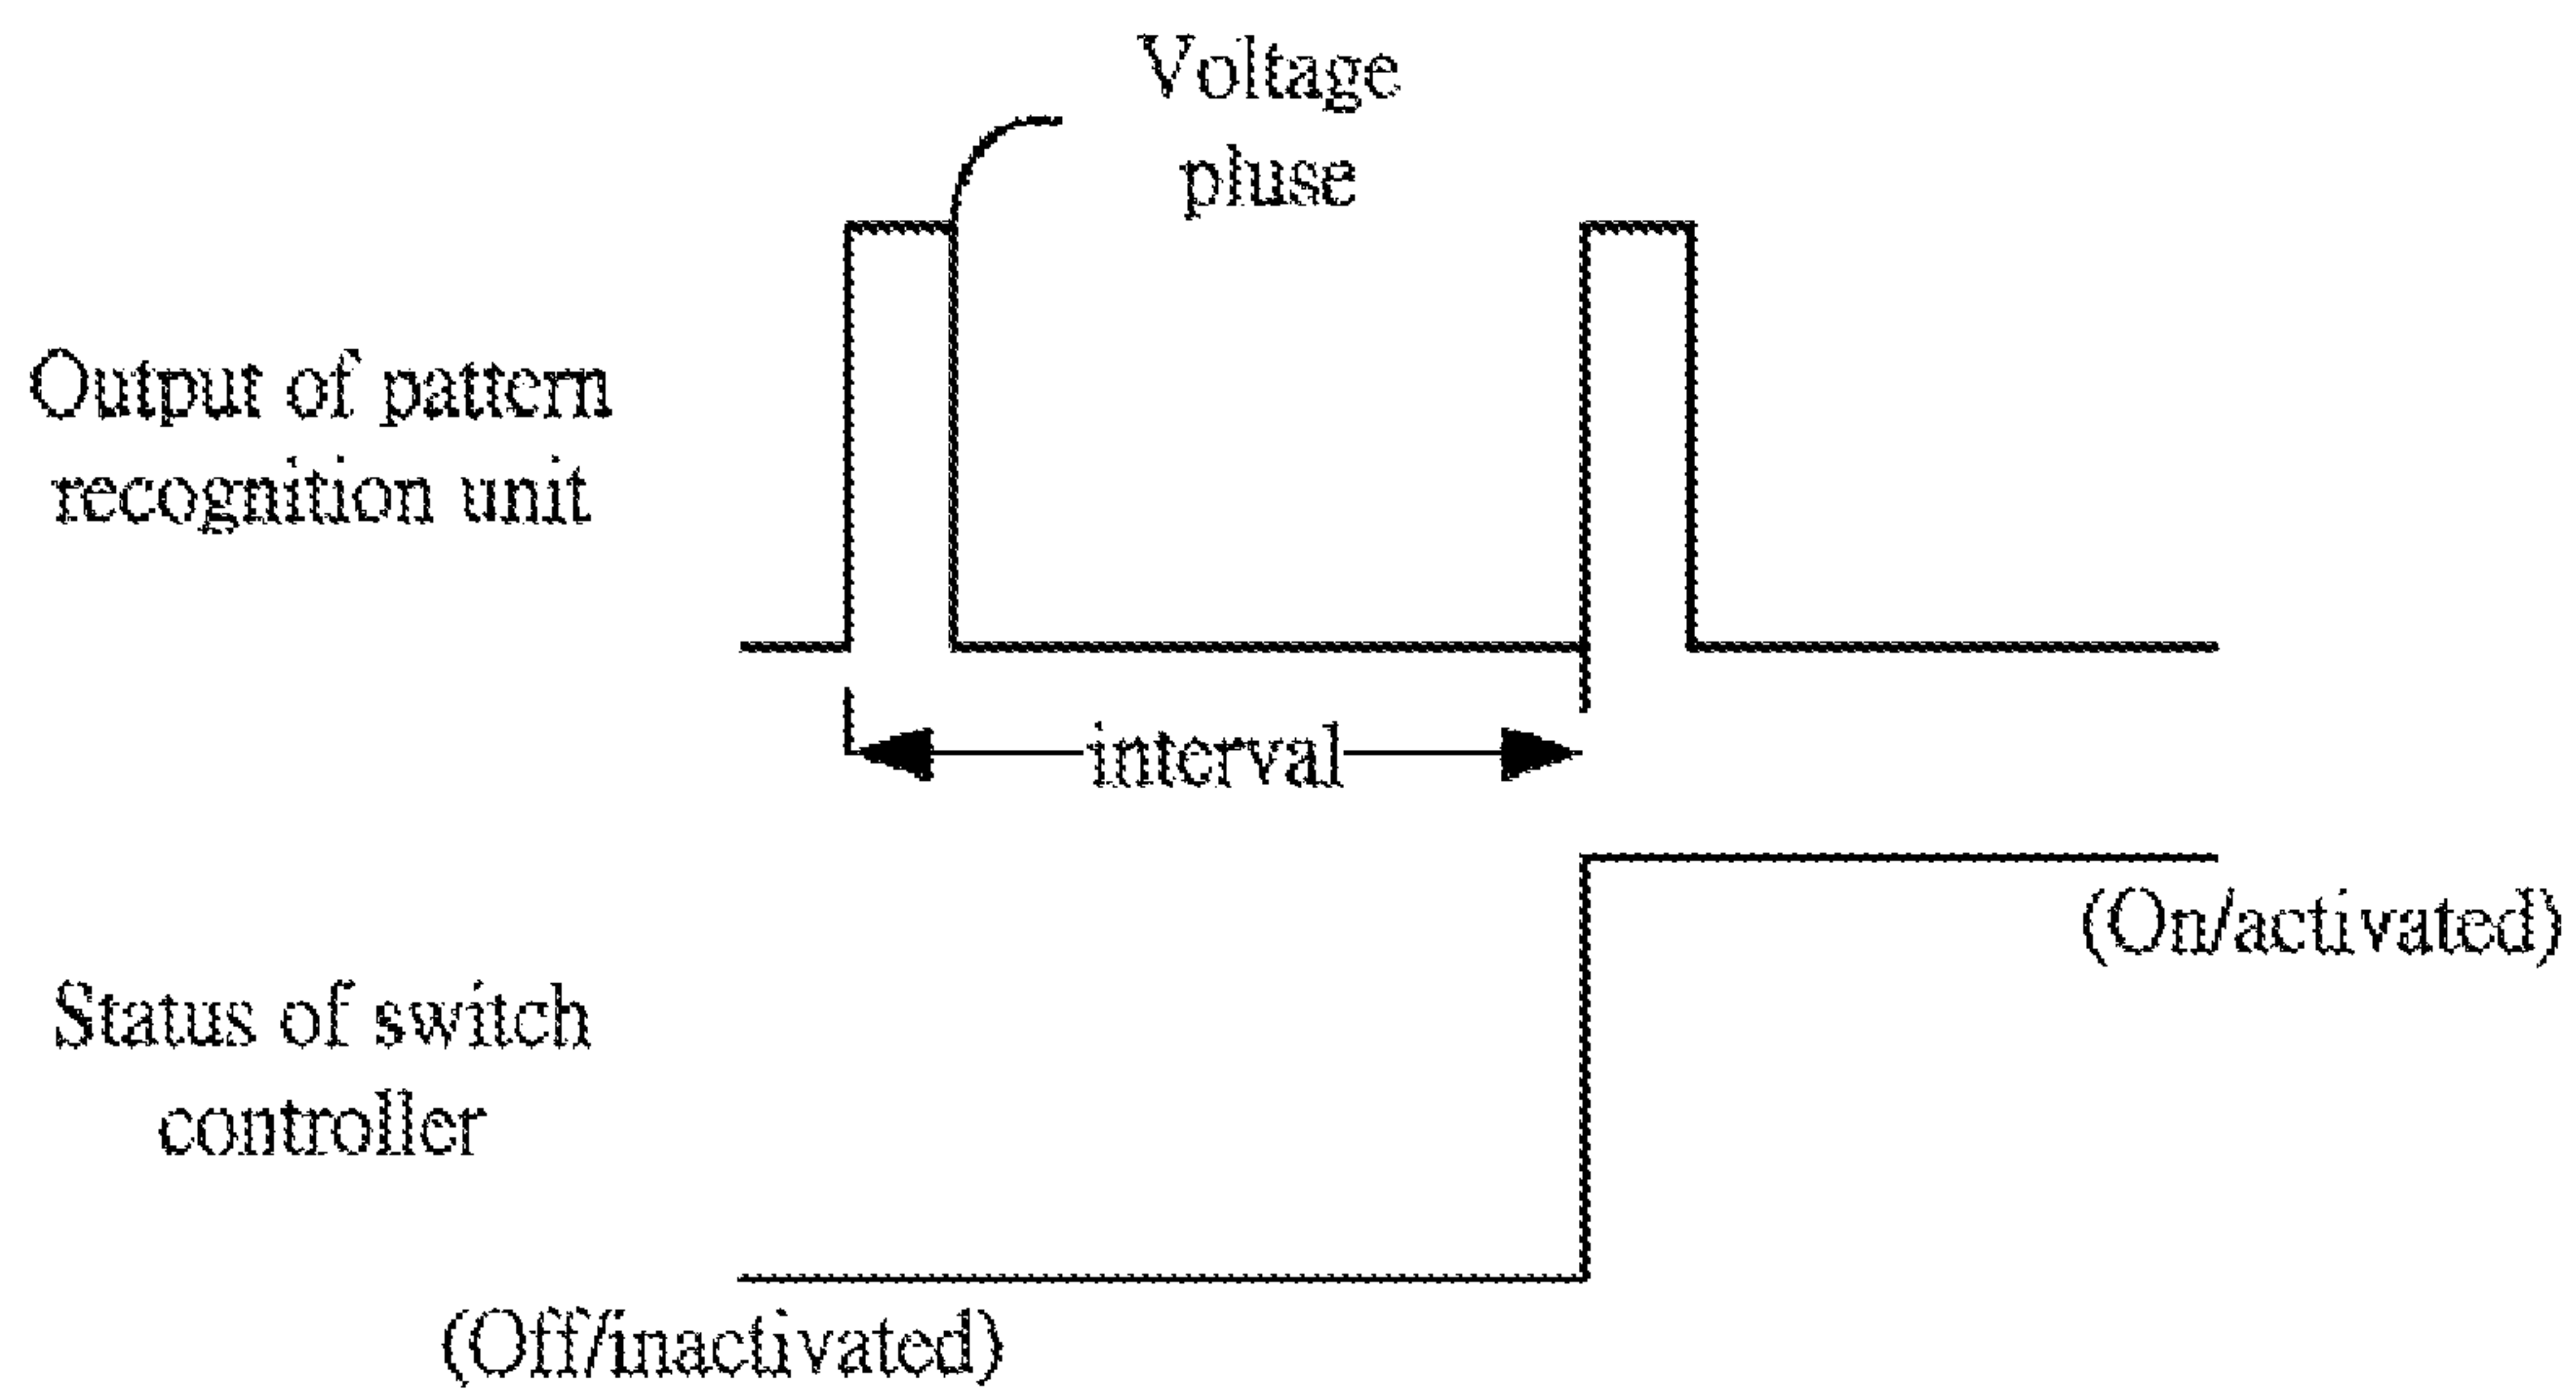 Voltage
pluse
Output of pattern
recognition unit
interval
(On/activated)
Status of switch
controller
(Off/inactivated)